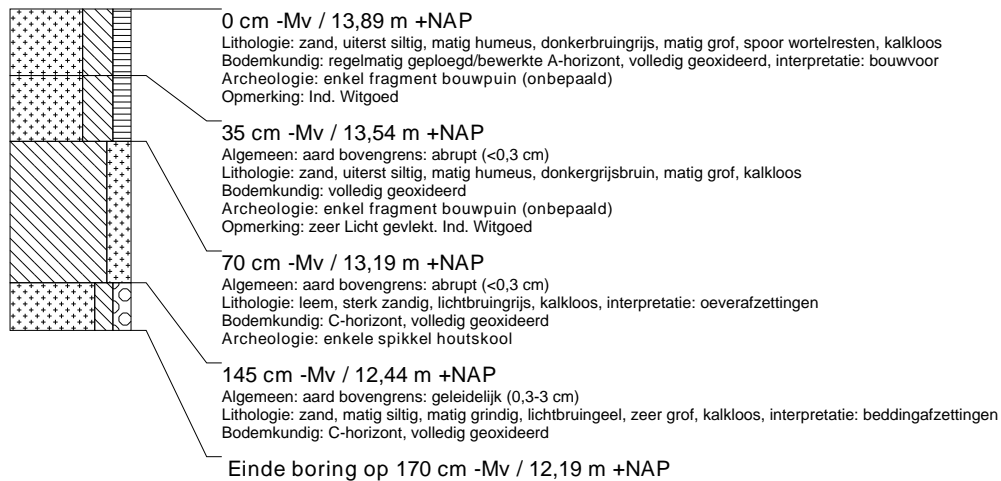 0 cm -Mv / 13,89 m +NAP
Lithologie: zand, uiterst siltig, matig humeus, donkerbruingrijs, matig grof, spoor wortelresten, kalkloos
Bodemkundig: regelmatig geploegd/bewerkte A-horizont, volledig geoxideerd, interpretatie: bouwvoor
Archeologie: enkel fragment bouwpuin (onbepaald)
Opmerking: Ind. Witgoed
35 cm -Mv / 13,54 m +NAP
Algemeen: aard bovengrens: abrupt (<0,3 cm)
Lithologie: zand, uiterst siltig, matig humeus, donkergrijsbruin, matig grof, kalkloos
Bodemkundig: volledig geoxideerd
Archeologie: enkel fragment bouwpuin (onbepaald)
Opmerking: zeer Licht gevlekt. Ind. Witgoed
70 cm -Mv / 13,19 m +NAP
Algemeen: aard bovengrens: abrupt (<0,3 cm)
Lithologie: leem, sterk zandig, lichtbruingrijs, kalkloos, interpretatie: oeverafzettingen
Bodemkundig: C-horizont, volledig geoxideerd
Archeologie: enkele spikkel houtskool
145 cm -Mv / 12,44 m +NAP
Algemeen: aard bovengrens: geleidelijk (0,3-3 cm)
Lithologie: zand, matig siltig, matig grindig, lichtbruingeel, zeer grof, kalkloos, interpretatie: beddingafzettingen
Bodemkundig: C-horizont, volledig geoxideerd
Einde boring op 170 cm -Mv / 12,19 m +NAP